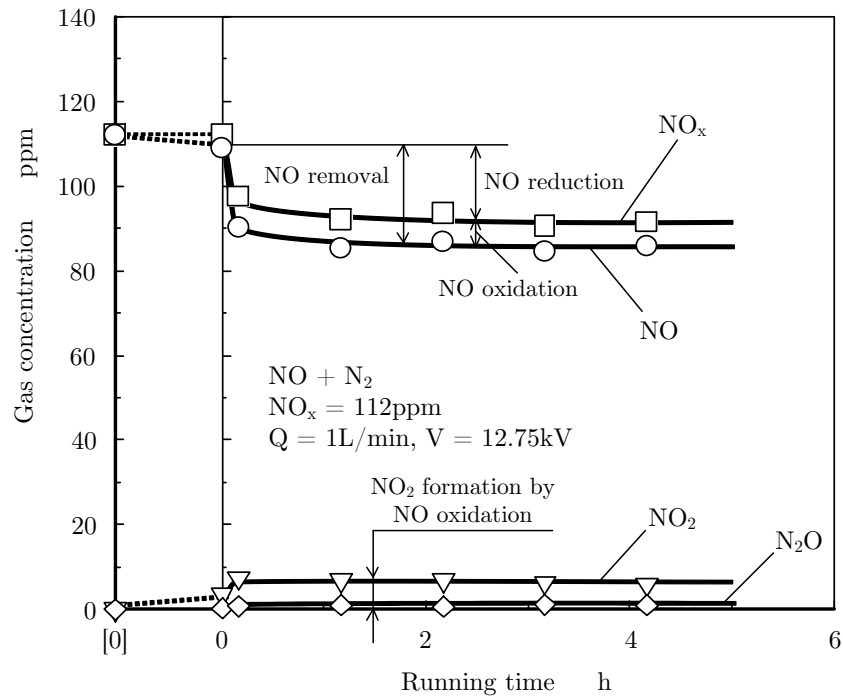 140
120
100
80
60
40
20
0
Gas concentration ppm
NOx
NO removal
NO reduction
NO oxidation
NO
NO + N2
NOx = 112ppm
Q = 1L/min, V = 12.75kV
NO2 formation by
NO oxidation
NO2
N2O
[0] 0 2 4 6
Running time h